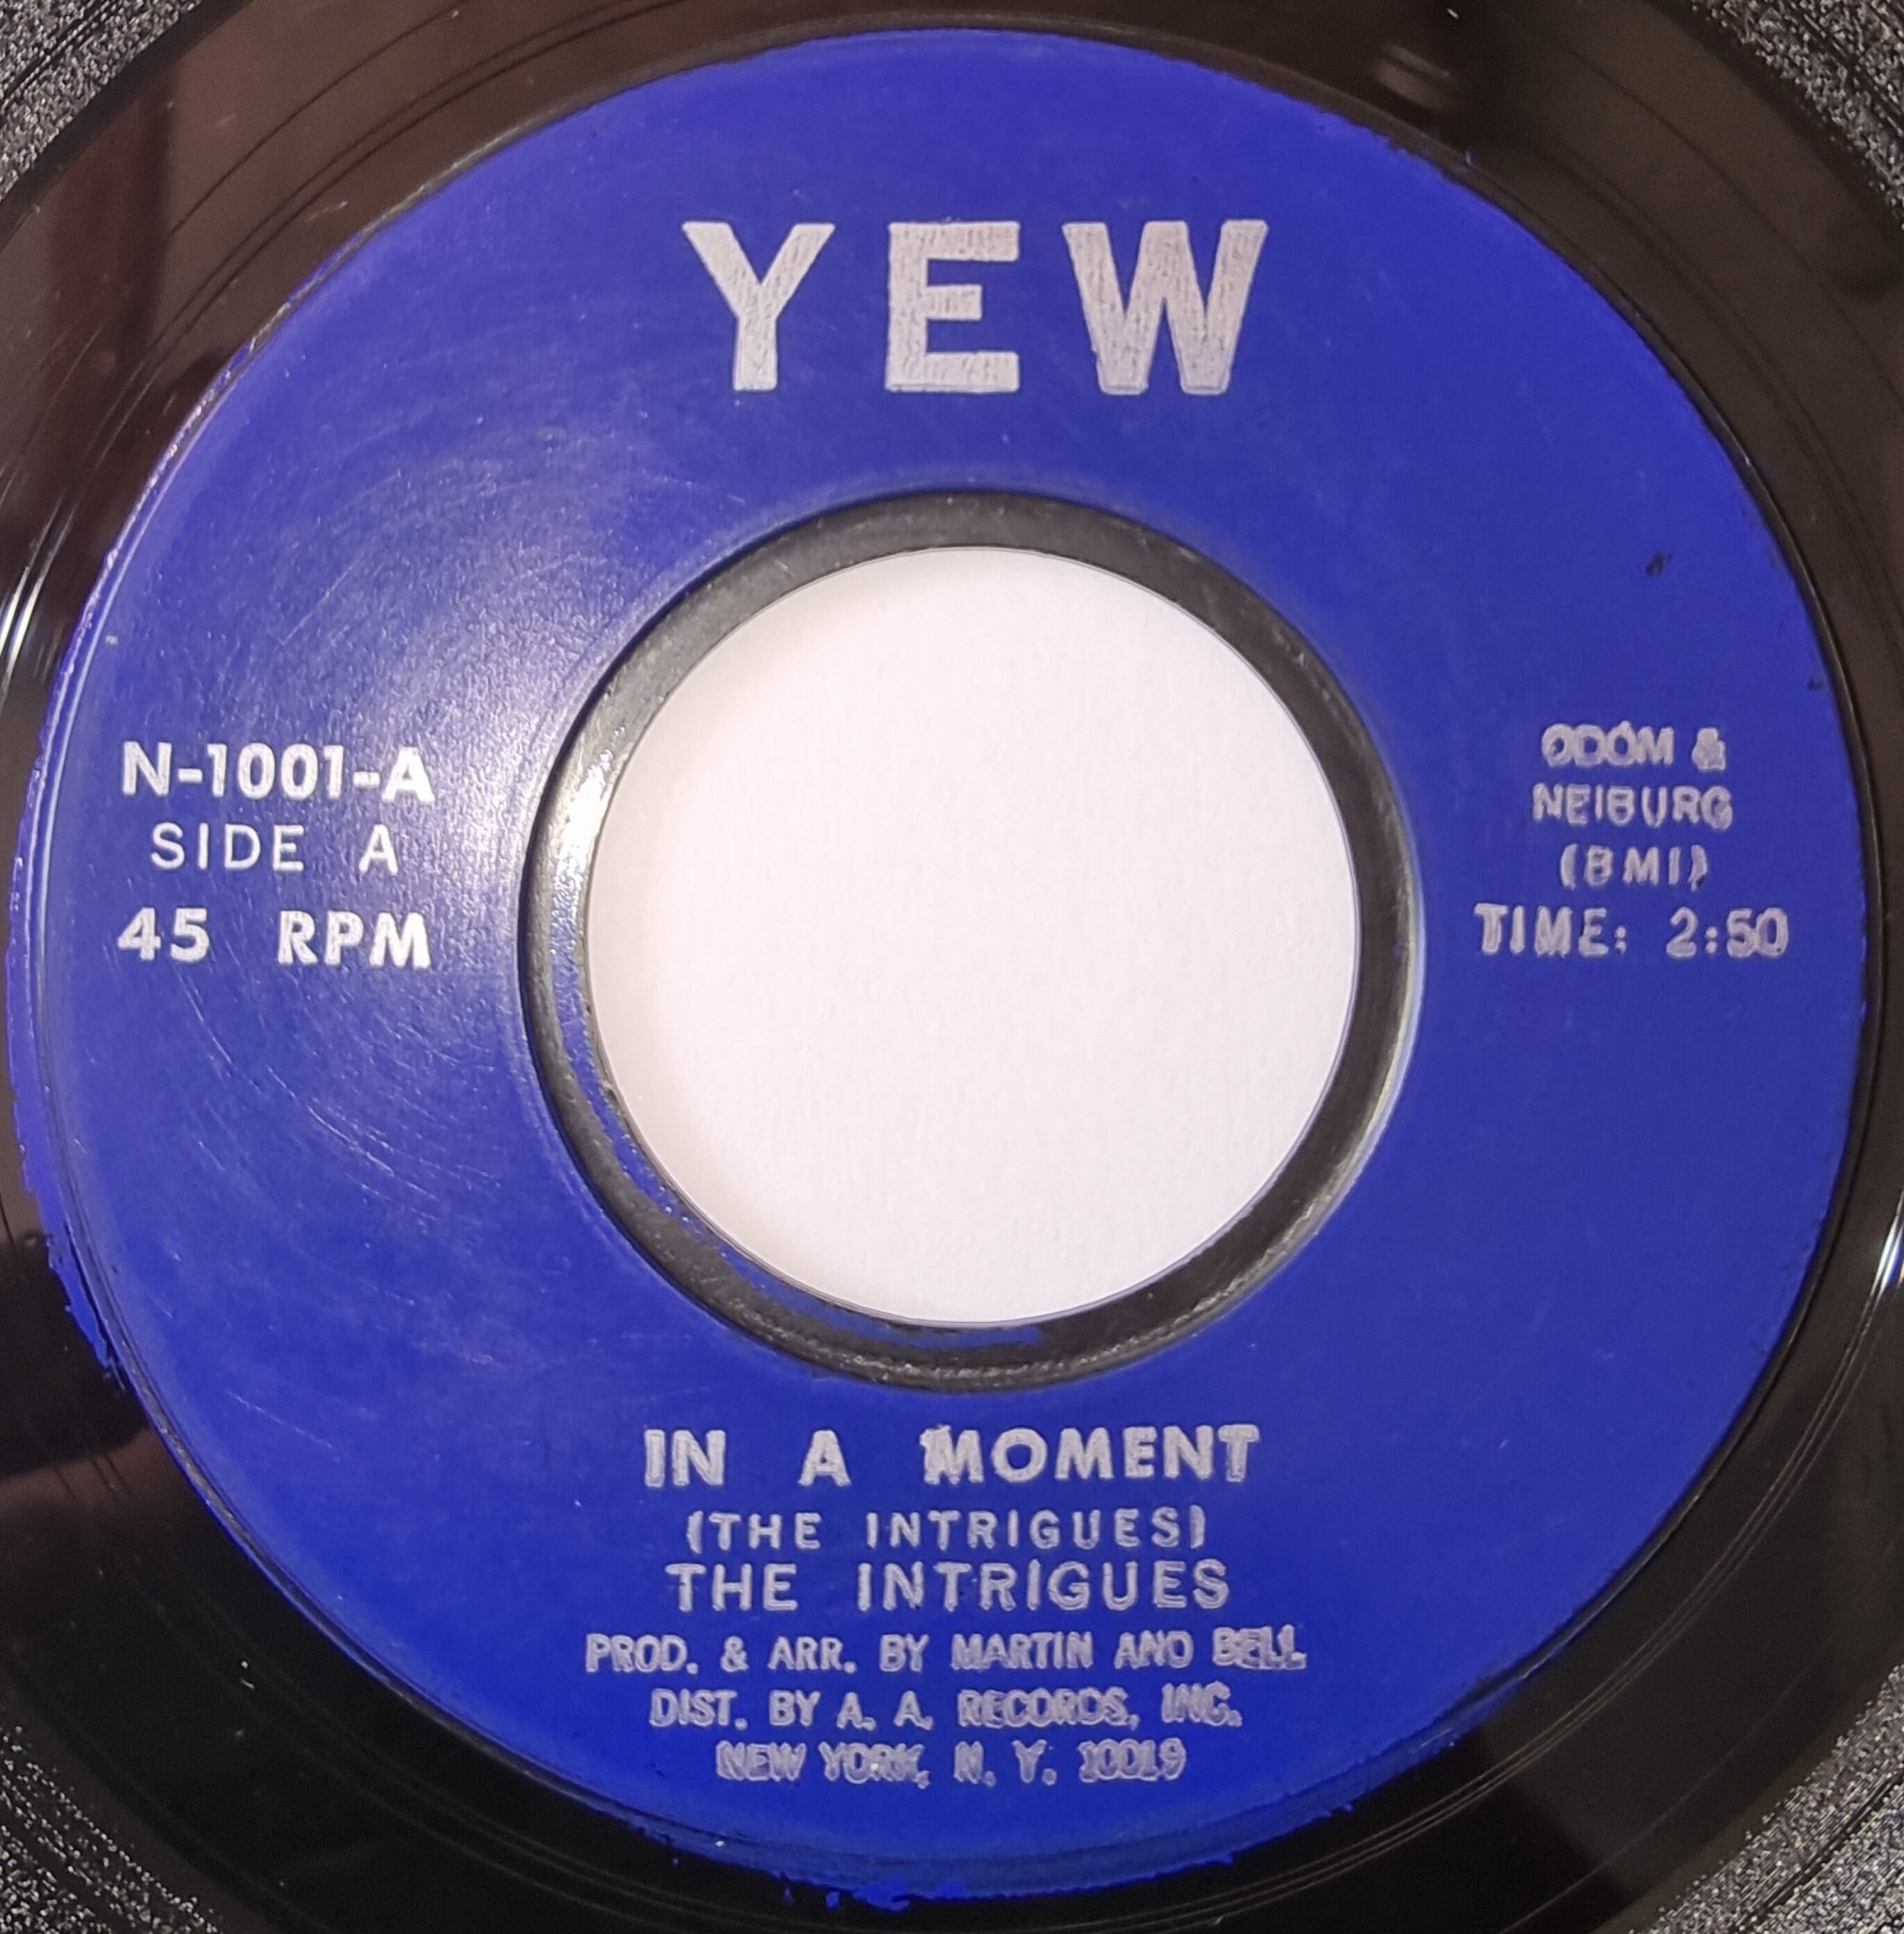 YEW
N-1001-A
SIDE A
45 RPM
ODOM &
NEIBURG
(BMI)
TIME: 2:50
IN A MOMENT
(THE INTRIGUES)
THE INTRIGUES
PROD. & ARR. BY MARTIN AND BELL
DIST. BY A. A. RECORDS, INC.
NEW YORK, N. Y. 10019